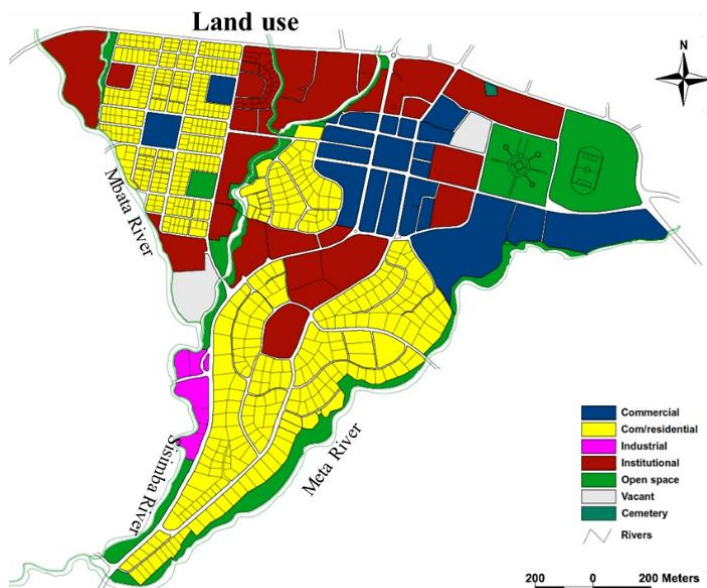 Land use
N
Mbata River
Sisimba River
Meta River
Commercial
Com/residential
Industrial
Institutional
Open space
Vacant
Cemetery
Rivers
200 0 200 Meters